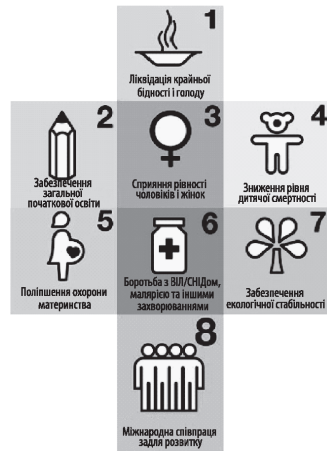 1
Ліквідація крайньої
бідності і голоду
2
Забезпечення
загальної
початкової освіти
3
Сприяння рівності
чоловіків і жінок
4
Зниження рівня
дитячої смертності
5
Поліпшення охорони
материнства
6
Боротьба з ВІЛ/СНІДом,
малярією та іншими
захворюваннями
7
Забезпечення
екологічної стабільності
8
Міжнародна співпраця
задля розвитку